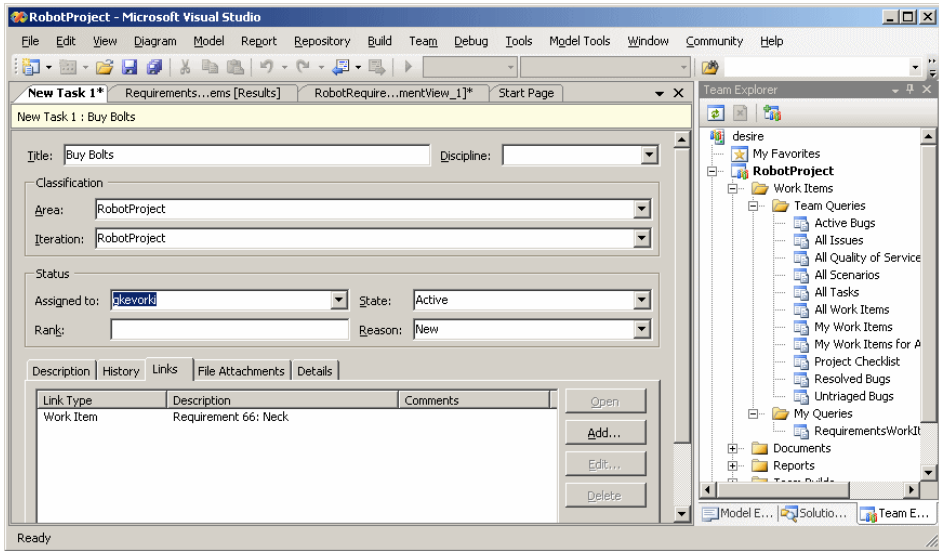 RobotProject - Microsoft Visual Studio
File Edit View Diagram Model Report Repository Build Team Debug Tools Model Tools Window Community Help
New Task 1* Requirements...ems [Results] RobotRequire...mentView_1]* Start Page
Team Explorer
New Task 1 : Buy Bolts
Title: Buy Bolts Discipline:
Classification
Area: RobotProject
Iteration: RobotProject
Status
Assigned to: gkevorki State: Active
Rank: Reason: New
Description History Links File Attachments Details
Link Type Description Comments
Work Item Requirement 66: Neck
Open
Add...
Edit...
Delete
desire
My Favorites
RobotProject
Work Items
Team Queries
Active Bugs
All Issues
All Quality of Service
All Scenarios
All Tasks
All Work Items
My Work Items
My Work Items for A
Project Checklist
Resolved Bugs
Untriaged Bugs
My Queries
RequirementsWorkIt
Documents
Reports
Team Builds
Model E... Solutio... Team E...
Ready